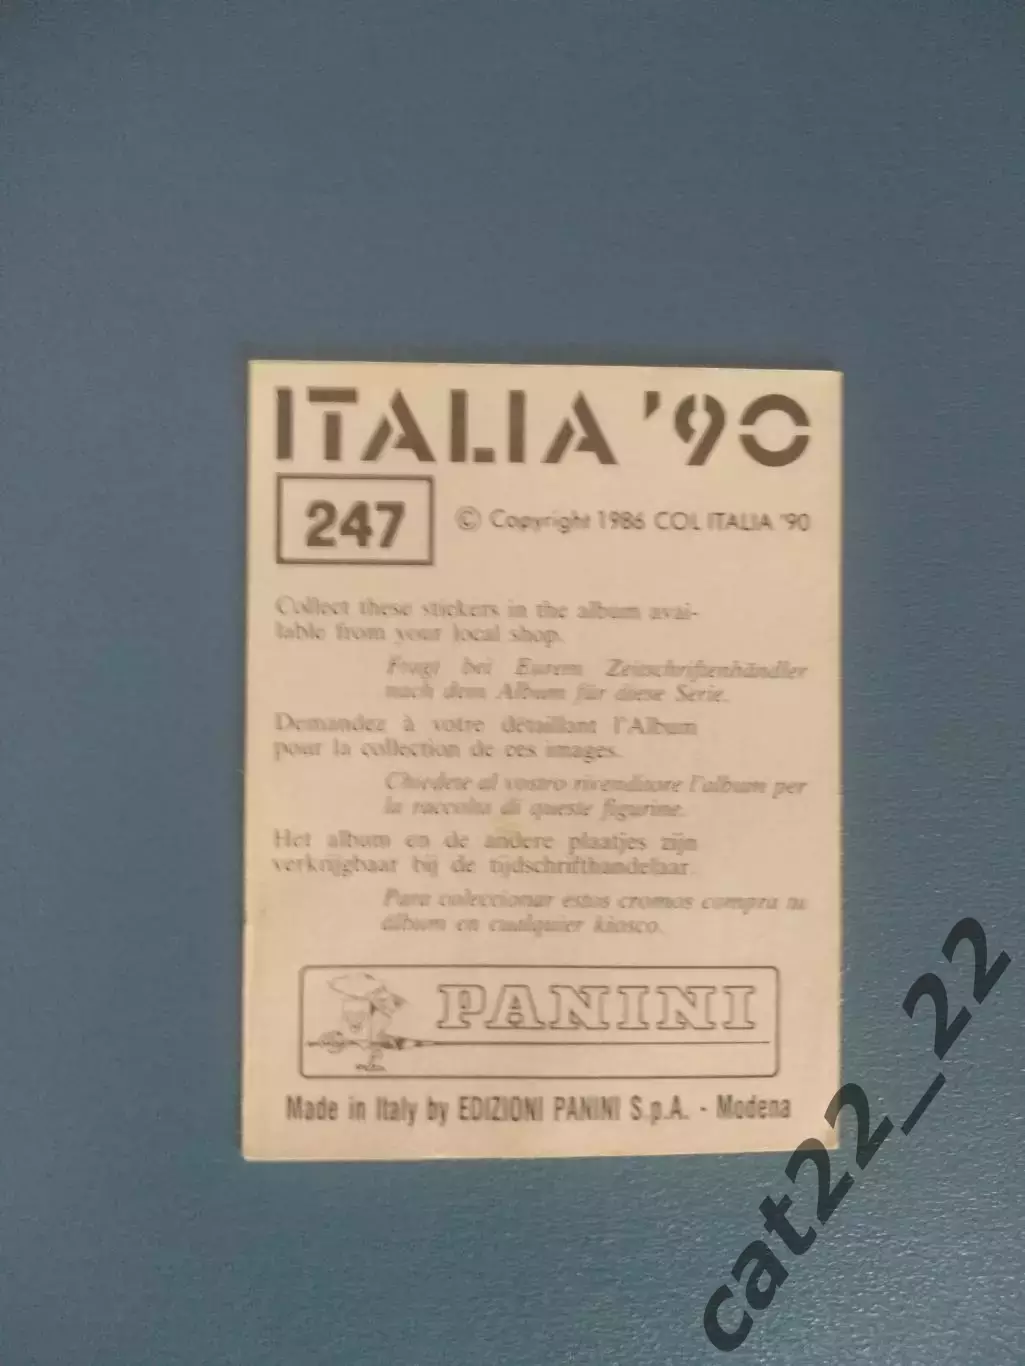 ITALIA '90
247
© Copyright 1986 COL ITALIA '90
Collect these stickers in the album avai-
lable from your local shop.
Fragt bei Eurem Zeitschriftenhändler
nach dem Album für diese Serie.
Demandez à votre détaillant l'Album
pour la collection de ces images.
Chiedete al vostro rivenditore l'album per
la raccolta di queste figurine.
Het album en de andere plaatjes zijn
verkrijgbaar bij de tijdschrifthandelaar.
Para coleccionar estos cromos compra tu
álbum en cualquier kiosco.
PANINI
Made in Italy by EDIZIONI PANINI S.p.A. - Modena
cat22_22